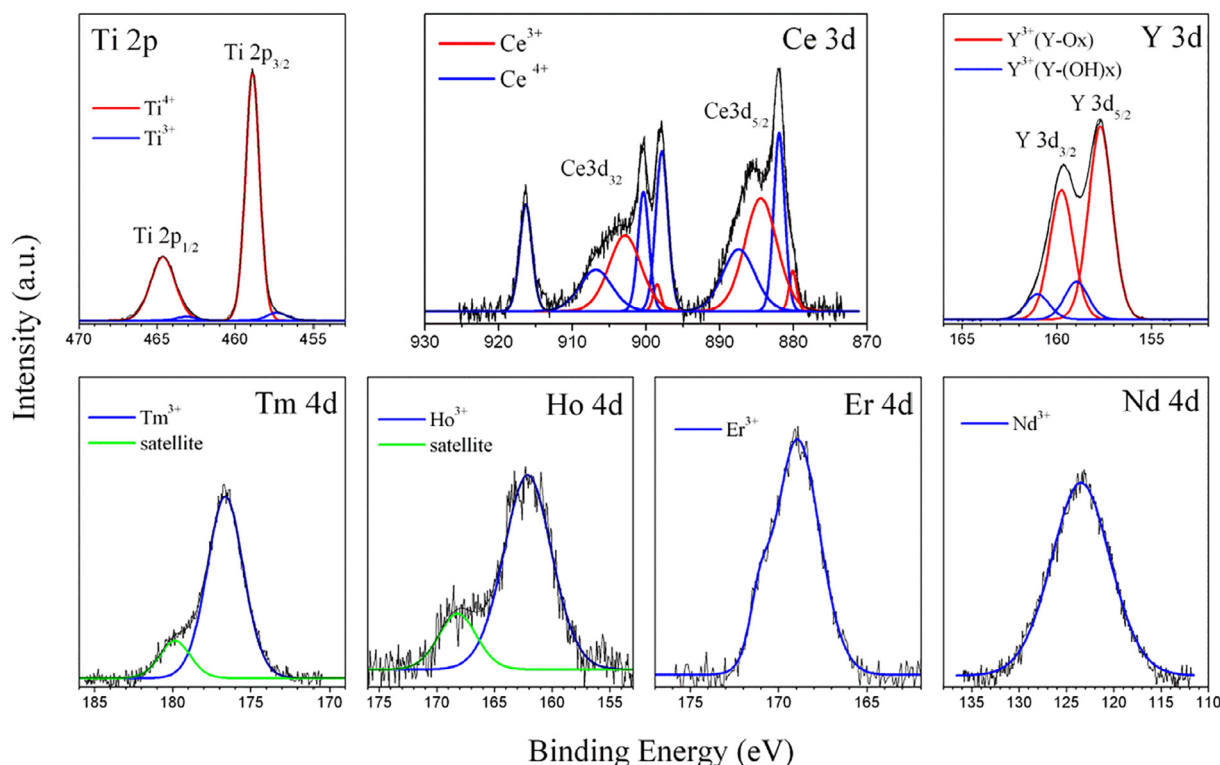 Ti 2p
Ti 2p3/2
Ti4+
Ti3+
Ti 2p1/2
470 465 460 455
Ce3+
Ce 4+
Ce 3d
Ce3d5/2
Ce3d32
930 920 910 900 890 880 870
Y3+(Y-Ox)
Y3+(Y-(OH)x)
Y 3d
Y 3d5/2
Y 3d3/2
165 160 155
Intensity (a.u.)
Tm3+
satellite
Tm 4d
185 180 175 170
Ho3+
satellite
Ho 4d
175 170 165 160 155
Er3+
Er 4d
175 170 165
Nd3+
Nd 4d
135 130 125 120 115 110
Binding Energy (eV)